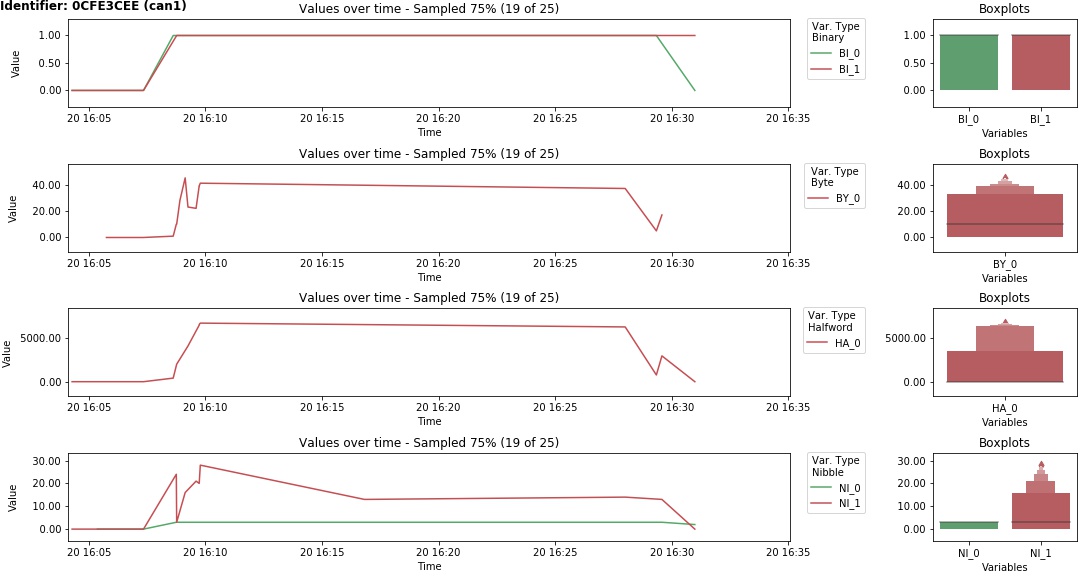 Identifier: 0CFE3CEE (can1)
Values over time - Sampled 75% (19 of 25)
Boxplots
Value
1.00
0.50
0.00
20 16:05
20 16:10
20 16:15
20 16:20
20 16:25
20 16:30
20 16:35
Time
Var. Type
Binary
BI_0
BI_1
1.00
0.50
0.00
BI_0
BI_1
Variables
Values over time - Sampled 75% (19 of 25)
Boxplots
Value
40.00
20.00
0.00
20 16:05
20 16:10
20 16:15
20 16:20
20 16:25
20 16:30
20 16:35
Time
Var. Type
Byte
BY_0
40.00
20.00
0.00
BY_0
Variables
Values over time - Sampled 75% (19 of 25)
Boxplots
Value
5000.00
0.00
20 16:05
20 16:10
20 16:15
20 16:20
20 16:25
20 16:30
20 16:35
Time
Var. Type
Halfword
HA_0
5000.00
0.00
HA_0
Variables
Values over time - Sampled 75% (19 of 25)
Boxplots
Value
30.00
20.00
10.00
0.00
20 16:05
20 16:10
20 16:15
20 16:20
20 16:25
20 16:30
20 16:35
Time
Var. Type
Nibble
NI_0
NI_1
30.00
20.00
10.00
0.00
NI_0
NI_1
Variables